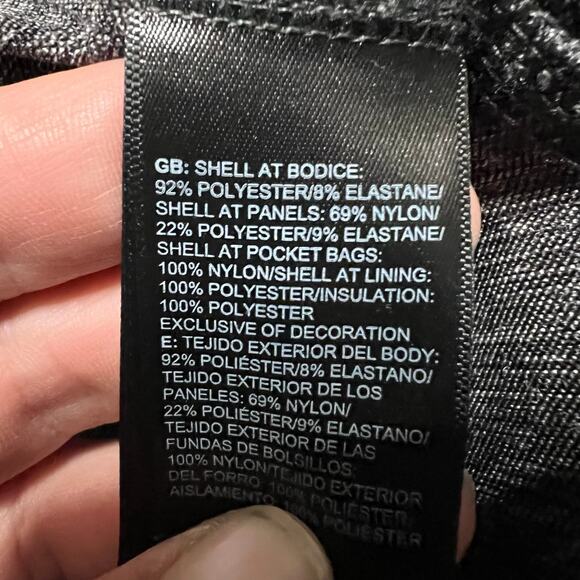 GB: SHELL AT BODICE:
92% POLYESTER/8% ELASTANE/
SHELL AT PANELS: 69% NYLON/
22% POLYESTER/9% ELASTANE/
SHELL AT POCKET BAGS:
100% NYLON/SHELL AT LINING:
100% POLYESTER/INSULATION:
100% POLYESTER
EXCLUSIVE OF DECORATION
E: TEJIDO EXTERIOR DEL BODY:
92% POLIÉSTER/8% ELASTANO/
TEJIDO EXTERIOR DE LOS
PANELES: 69% NYLON/
22% POLIÉSTER/9% ELASTANO/
TEJIDO EXTERIOR DE LAS
FUNDAS DE BOLSILLOS:
100% NYLON/TEJIDO EXTERIOR
DEL FORRO: 100% POLIÉSTER/
AISLAMIENTO: 100% POLIÉSTER